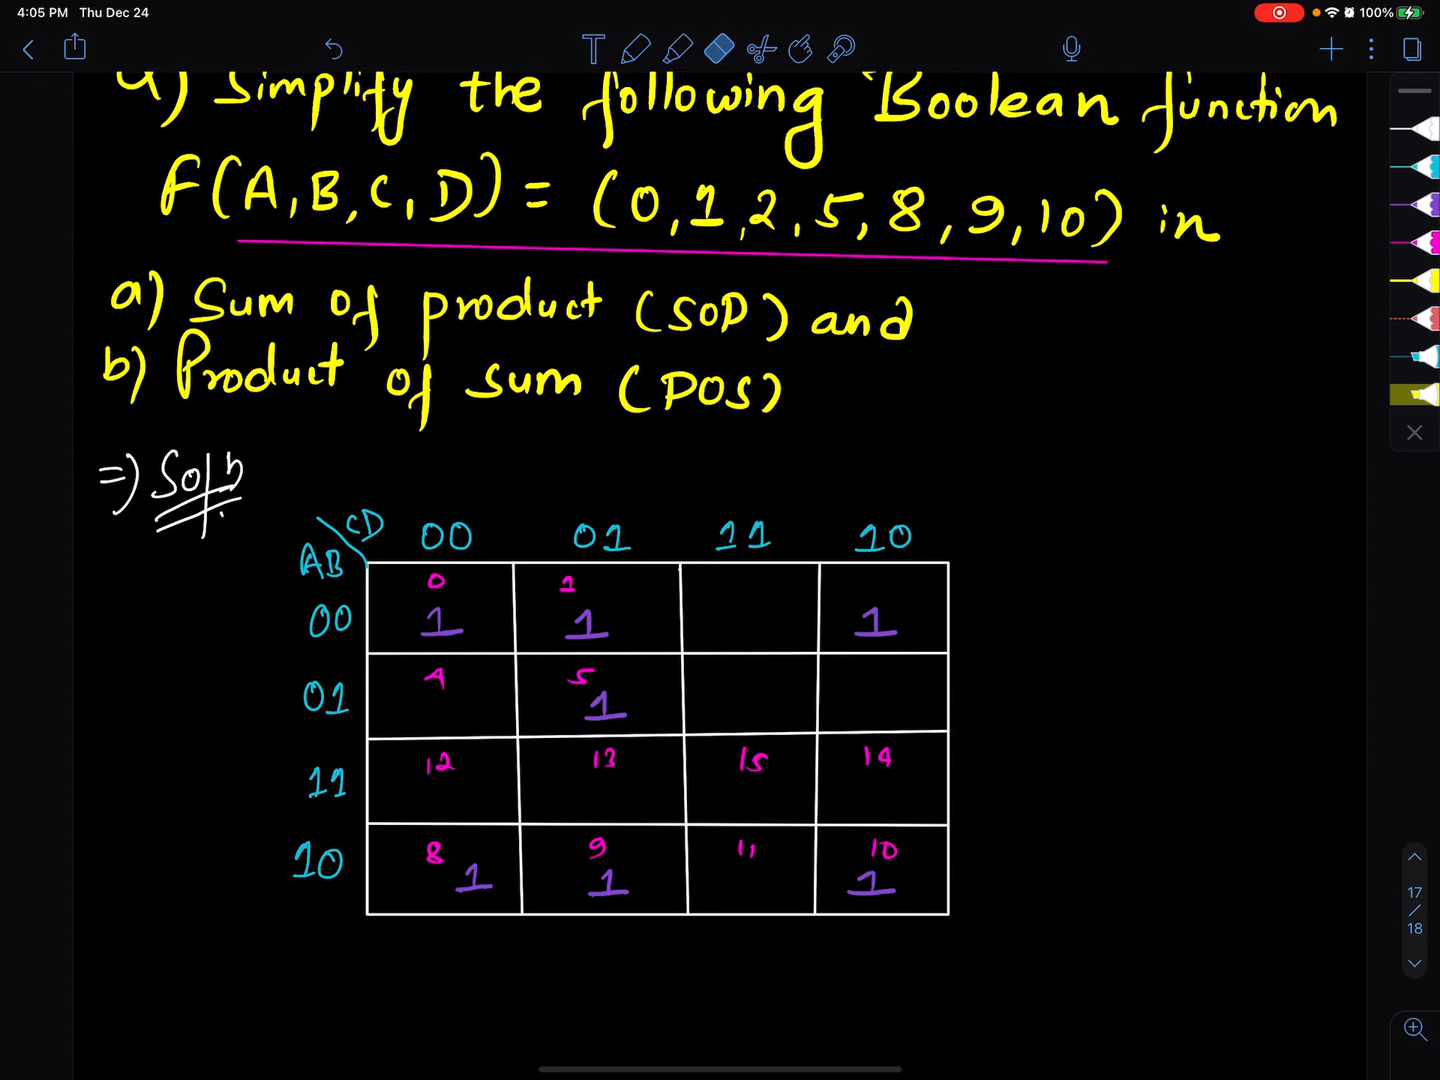 4:05 PM Thu Dec 24
100%
a) Simplify the following Boolean function
F(A,B,C,D) = (0,1,2,5,8,9,10) in
a) Sum of product (SOP) and
b) Product of sum (POS)
=) Soln
AB\CD 00 01 11 10
0 1
00 1 1 1
4 5
01 1
12 13 15 14
11
8 9 11 10
10 1 1 1
17
/
18